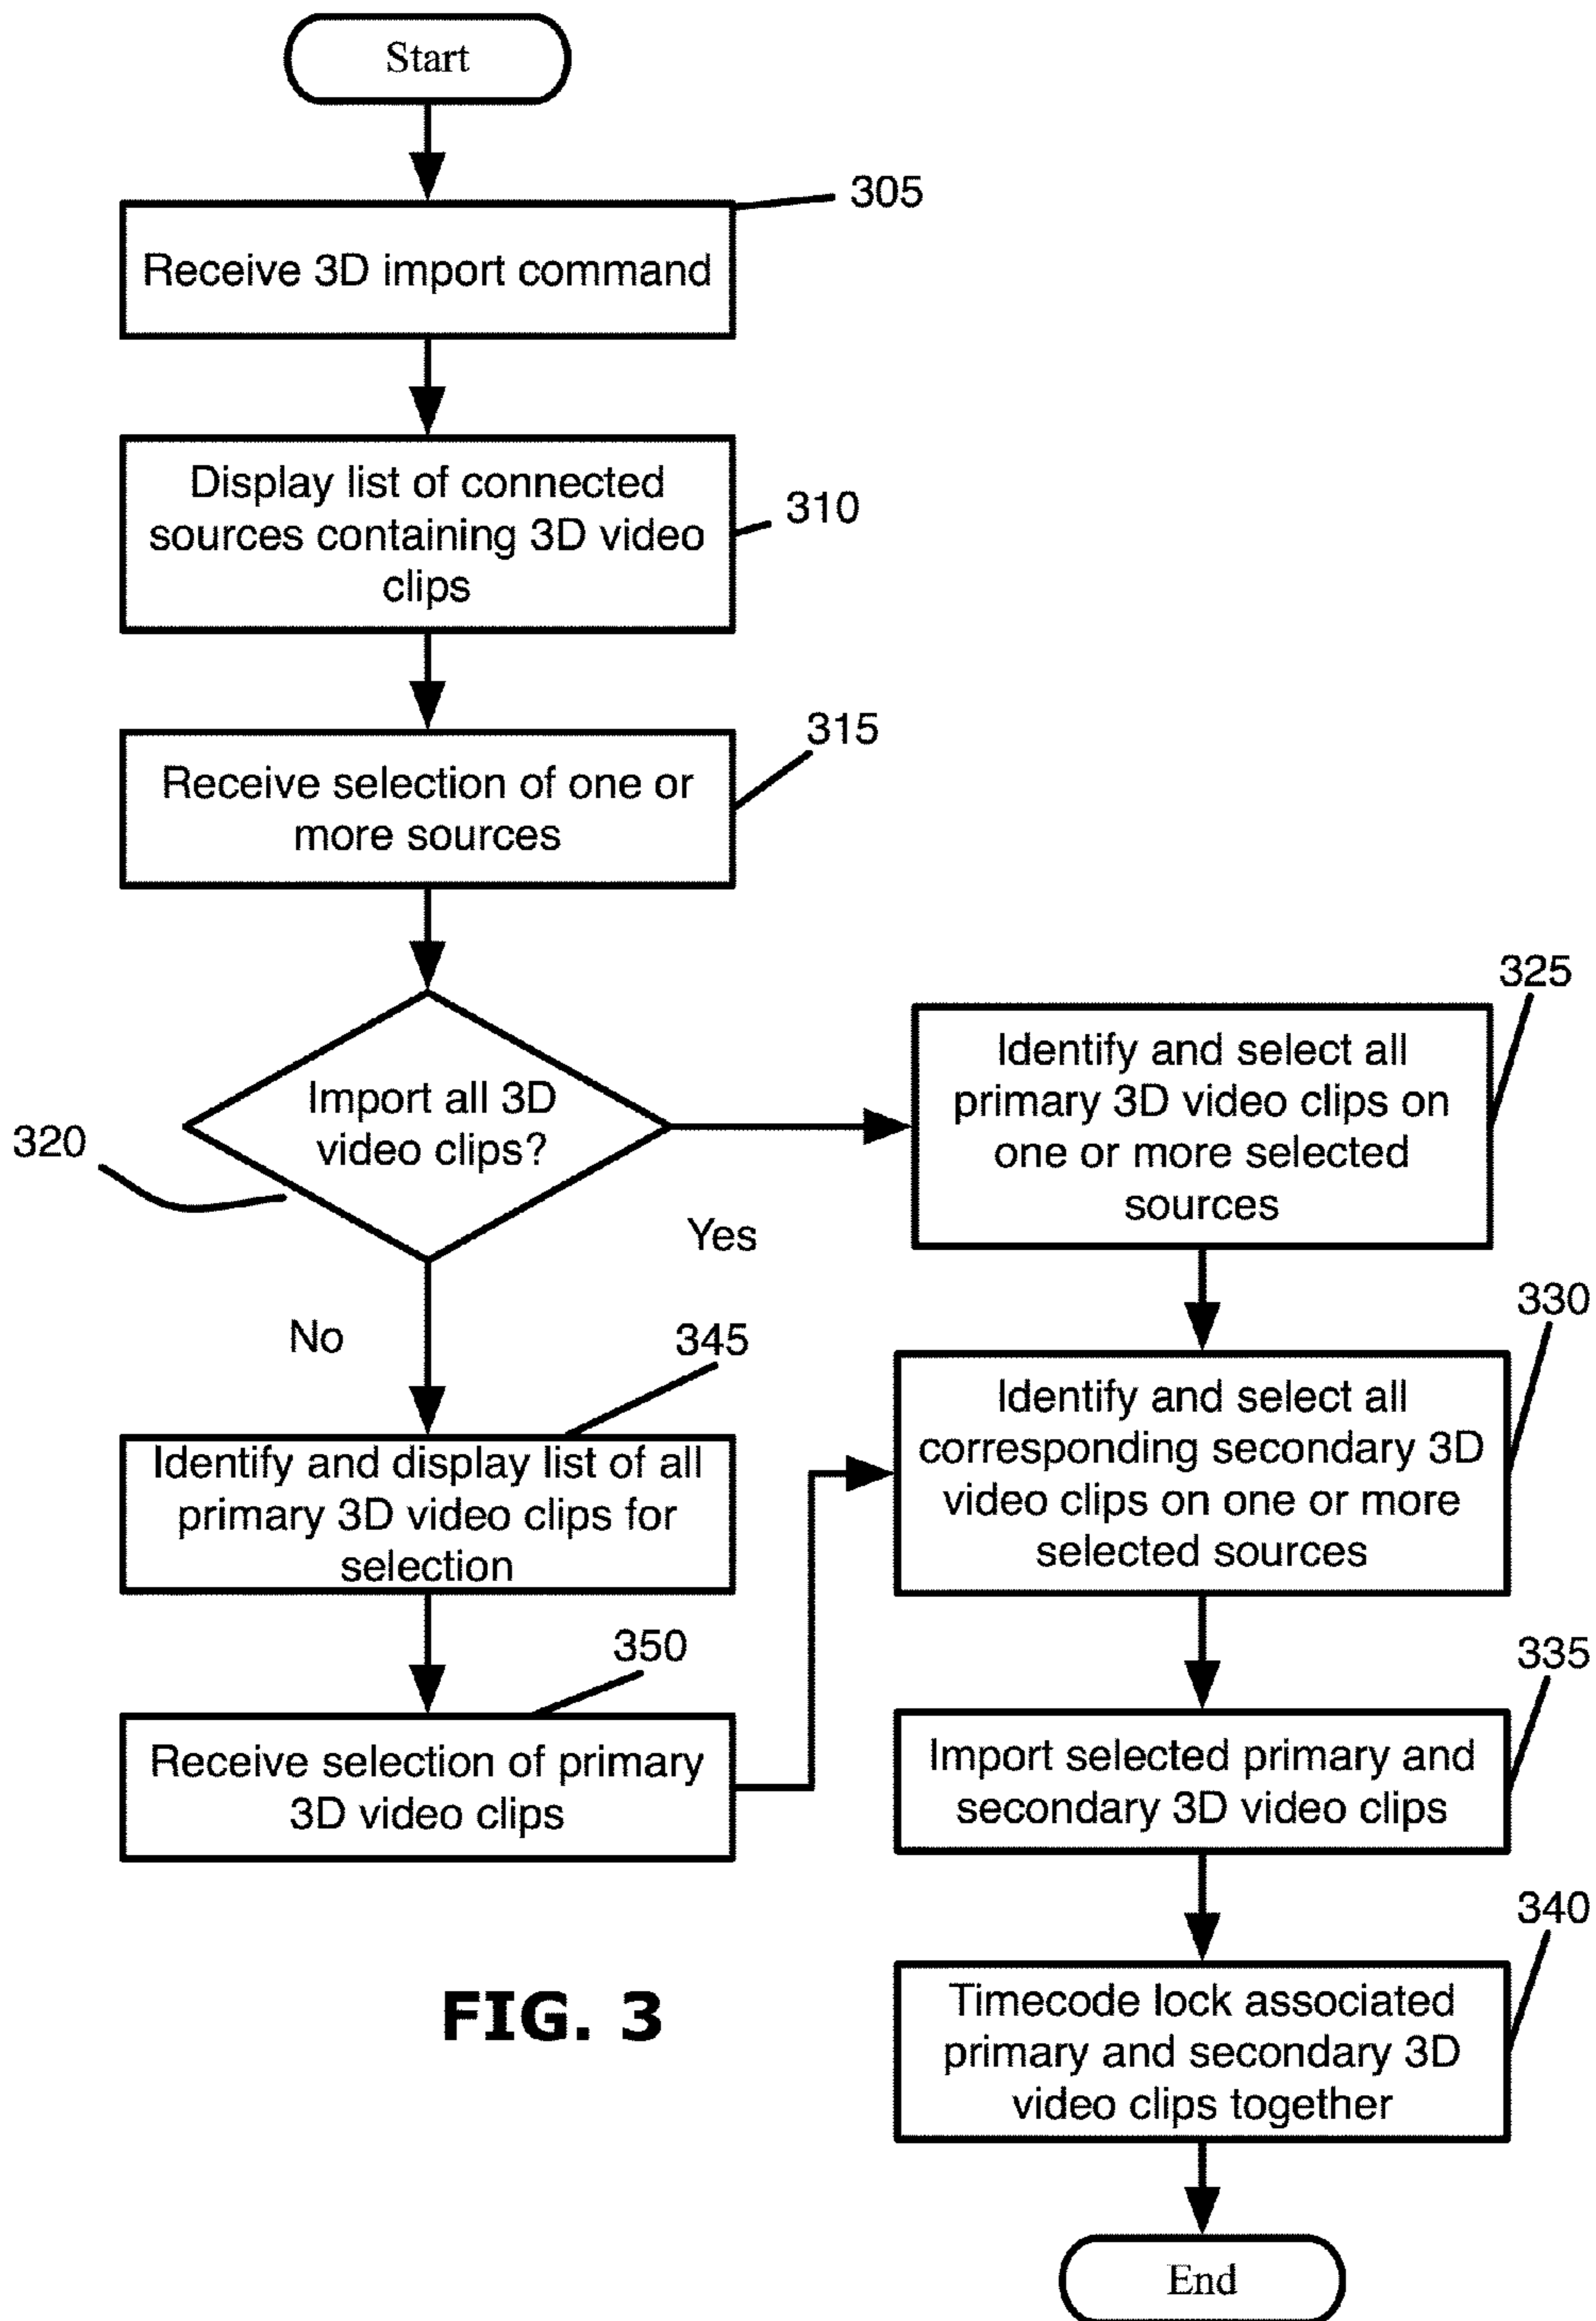 Start
305
Receive 3D import command
310
Display list of connected
sources containing 3D video
clips
315
Receive selection of one or
more sources
320
Import all 3D
video clips?
Yes
No
325
Identify and select all
primary 3D video clips on
one or more selected
sources
345
Identify and display list of all
primary 3D video clips for
selection
350
Receive selection of primary
3D video clips
330
Identify and select all
corresponding secondary 3D
video clips on one or more
selected sources
335
Import selected primary and
secondary 3D video clips
340
Timecode lock associated
primary and secondary 3D
video clips together
End
FIG. 3